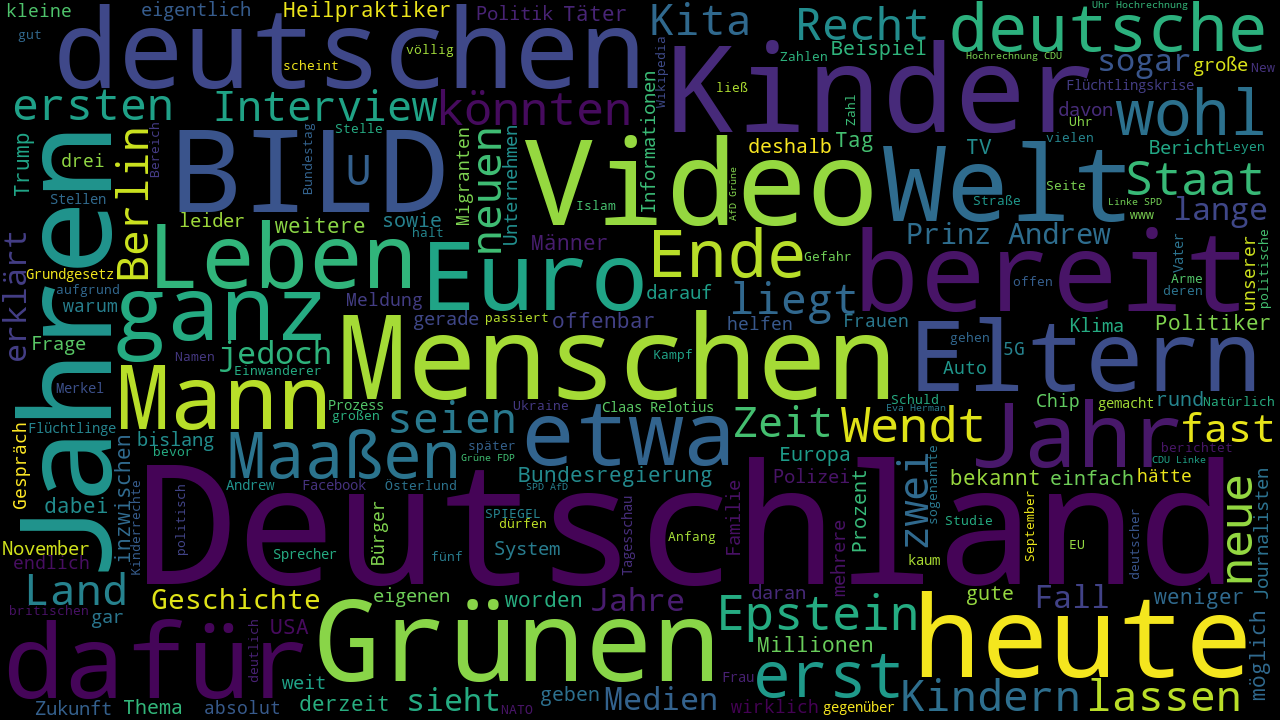 kleine
eigentlich
Heilpraktiker
Politik
Täter
Kita
Recht
Uhr Hochrechnung
deutsche
gut
deutschen
völlig
scheint
Wikipedia
Zahlen
Beispiel
Hochrechnung CDU
sogar
große
New
ersten
Interview
könnten
Informationen
Kinder
ließ
Zahl
Flüchtlingskrise
davon
Uhr
wohl
Trump
drei
Berlin
Bereich
BILD
U
Bundestag
Stelle
Migranten
neuen
Unternehmen
Video
Islam
AfD Grüne
deshalb
Tag
TV
vielen
Bericht
Leyen
Stellen
Jahren
leider
weitere
sowie
halt
Männer
Welt
Straße
Seite
Linke SPD
www
Staat
lange
erklärt
Grundgesetz
aufgrund
warum
Leben
Euro
Ende
Gefahr
Prinz Andrew
bereit
offen
Vater
Arme
deren
unserer
politische
Frage
ganz
Meldung
gerade
passiert
offenbar
darauf
liegt
helfen
Frauen
Klima
Politiker
Namen
jedoch
Einwanderer
Menschen
Kampf
gehen
5G
Auto
Eltern
Merkel
Mann
Prozess
großen
seien
Ukraine
Claas Relotius
Schuld
Eva Herman
Chip
gemacht
rund
Natürlich
Gespräch
Flüchtlinge
bislang
bevor
Maaßen
später
Grüne FDP
etwa
Zeit
Wendt
Jahr
berichtet
CDU Linke
fast
dabei
inzwischen
Andrew
Facebook
Österlund
Bundesregierung
SPD AfD
Europa
Polizei
zwei
sogenannte
bekannt
einfach
hätte
November
endlich
Kinderrechte
politisch
Deutschland
Sprecher
Bürger
SPIEGEL
dürfen
fünf
System
Tagesschau
Anfang
Familie
mehrere
Prozent
kaum
Studie
september
EU
deutscher
neue
Journalisten
Land
britischen
gar
Geschichte
eigenen
worden
Jahre
daran
gute
Fall
weniger
dafür
deutlich
USA
Grünen
Epstein
Millionen
heute
möglich
Zukunft
Thema
absolut
weit
derzeit
sieht
NATO
geben
Medien
Frau
wirklich
erst
gegenüber
Kindern
lassen